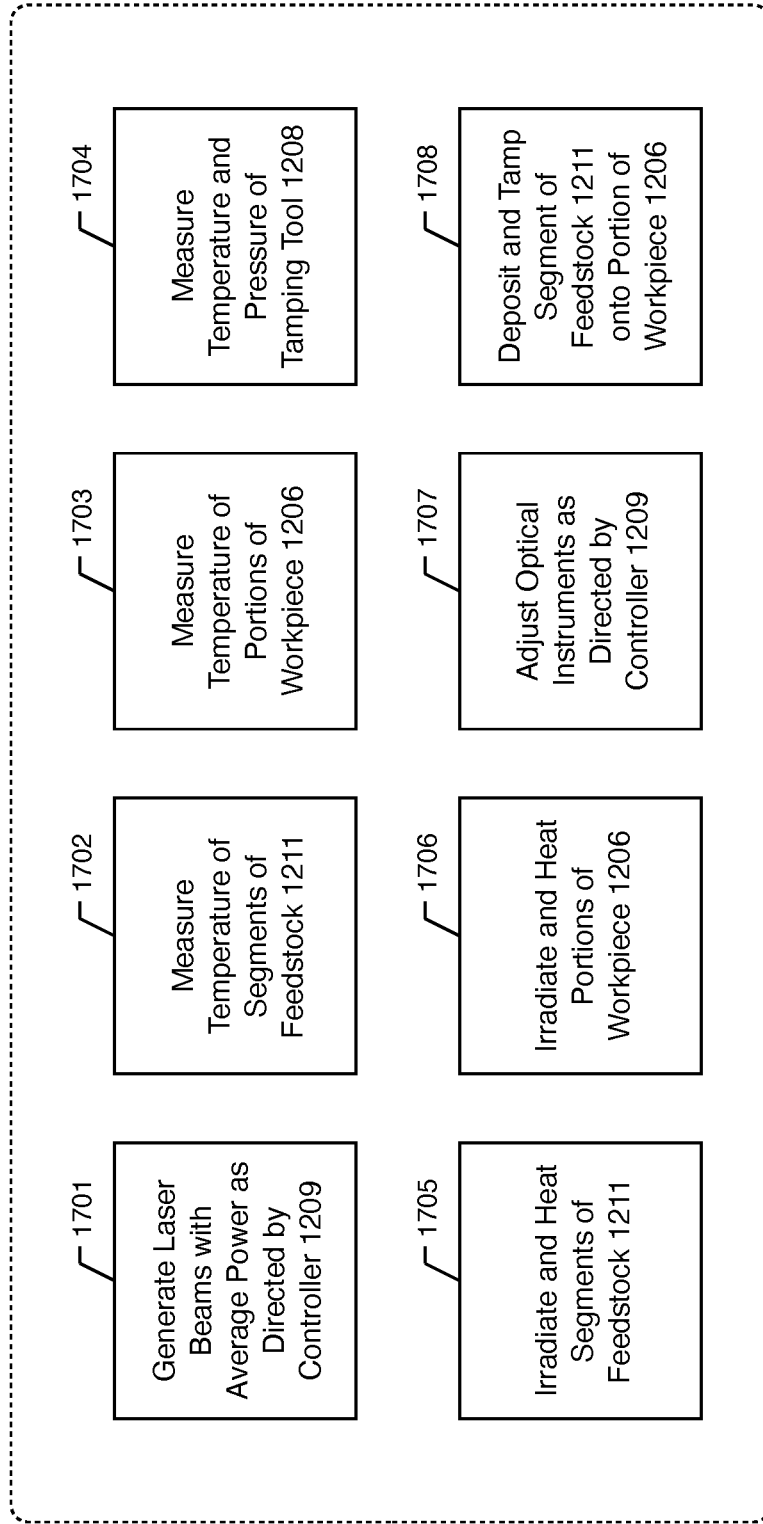 1701
Generate Laser
Beams with
Average Power as
Directed by
Controller 1209
1702
Measure
Temperature of
Segments of
Feedstock 1211
1703
Measure
Temperature of
Portions of
Workpiece 1206
1704
Measure
Temperature and
Pressure of
Tamping Tool 1208
1705
Irradiate and Heat
Segments of
Feedstock 1211
1706
Irradiate and Heat
Portions of
Workpiece 1206
1707
Adjust Optical
Instruments as
Directed by
Controller 1209
1708
Deposit and Tamp
Segment of
Feedstock 1211
onto Portion of
Workpiece 1206